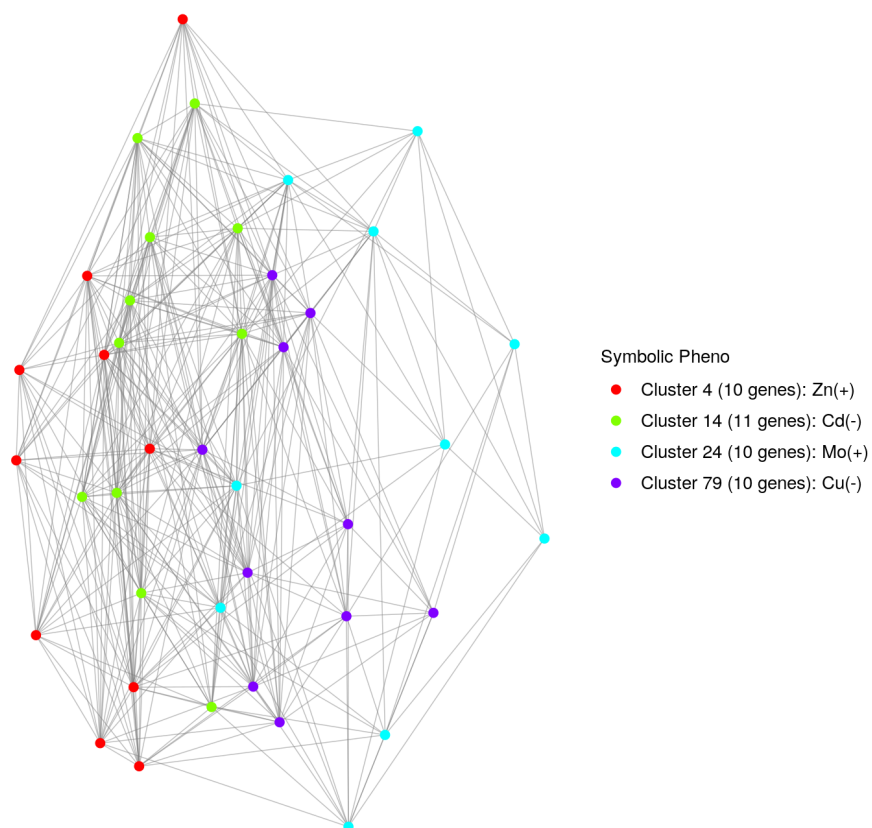 Symbolic Pheno
Cluster 4 (10 genes): Zn(+)
Cluster 14 (11 genes): Cd(-)
Cluster 24 (10 genes): Mo(+)
Cluster 79 (10 genes): Cu(-)